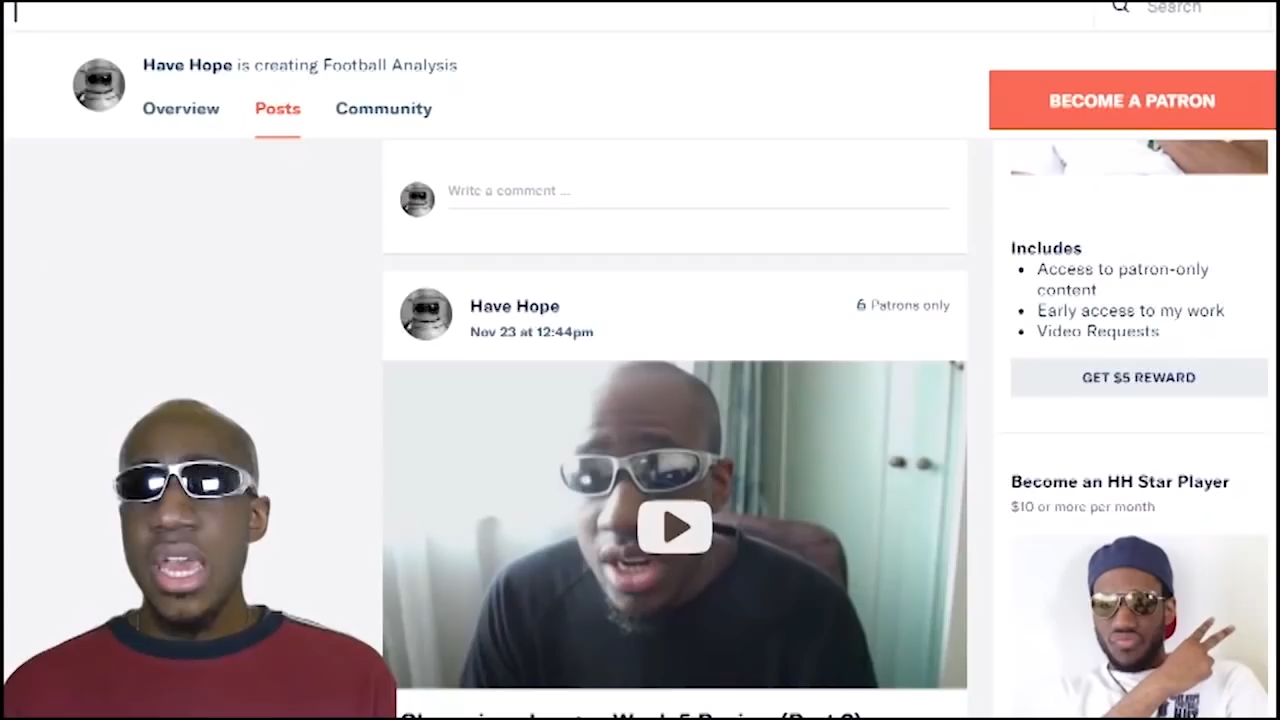 Search
Have Hope is creating Football Analysis
Overview Posts Community
BECOME A PATRON
Write a comment ...
Includes
Access to patron-only
content
Early access to my work
Video Requests
GET $5 REWARD
Have Hope
Nov 23 at 12:44pm
6 Patrons only
Become an HH Star Player
$10 or more per month